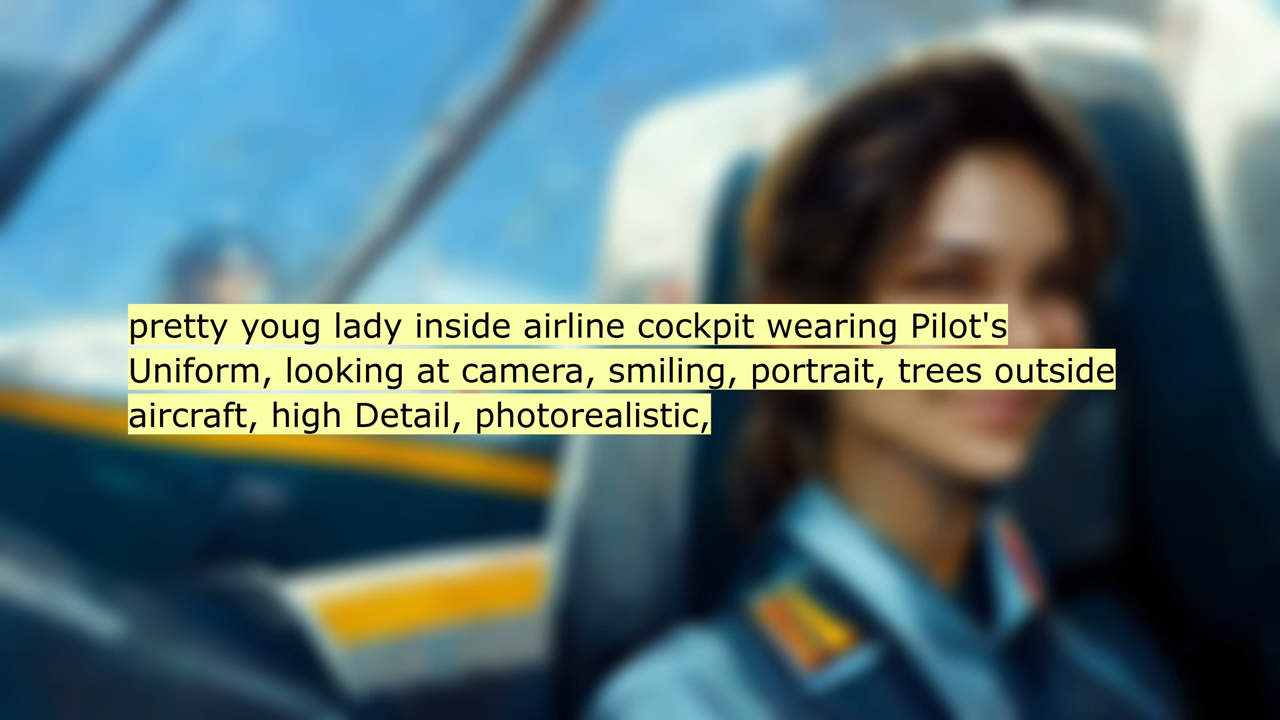 pretty youg lady inside airline cockpit wearing Pilot's
Uniform, looking at camera, smiling, portrait, trees outside
aircraft, high Detail, photorealistic,